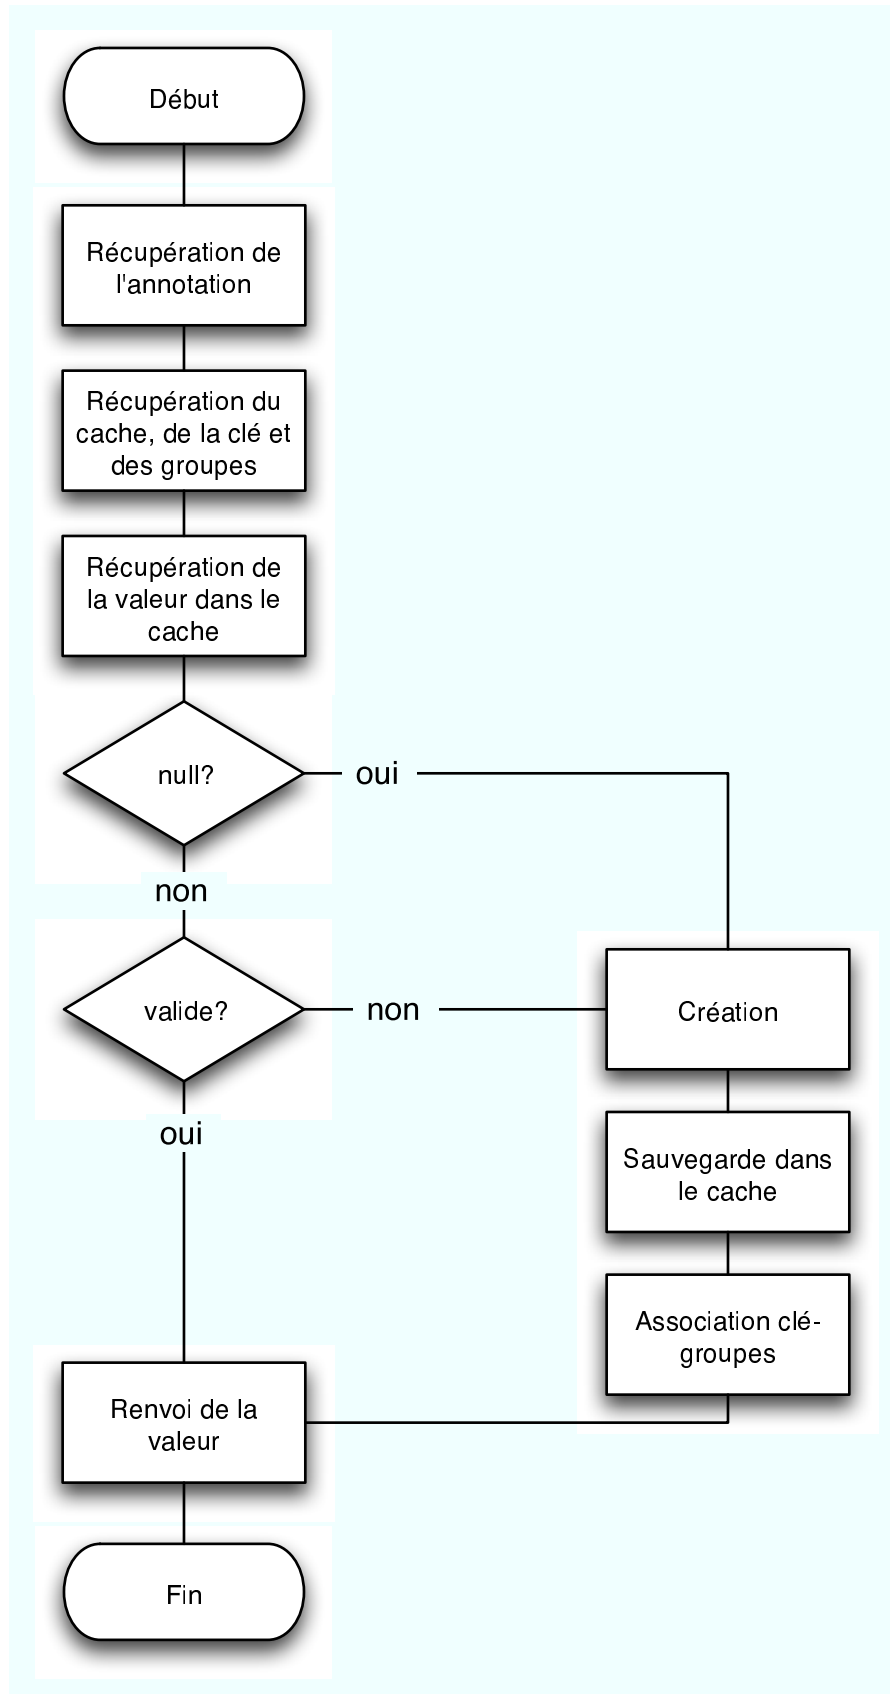 Début
Récupération de
l'annotation
Récupération du
cache, de la clé et
des groupes
Récupération de
la valeur dans le
cache
null?
oui
non
valide?
non
Création
oui
Sauvegarde dans
le cache
Association clé-
groupes
Renvoi de la
valeur
Fin